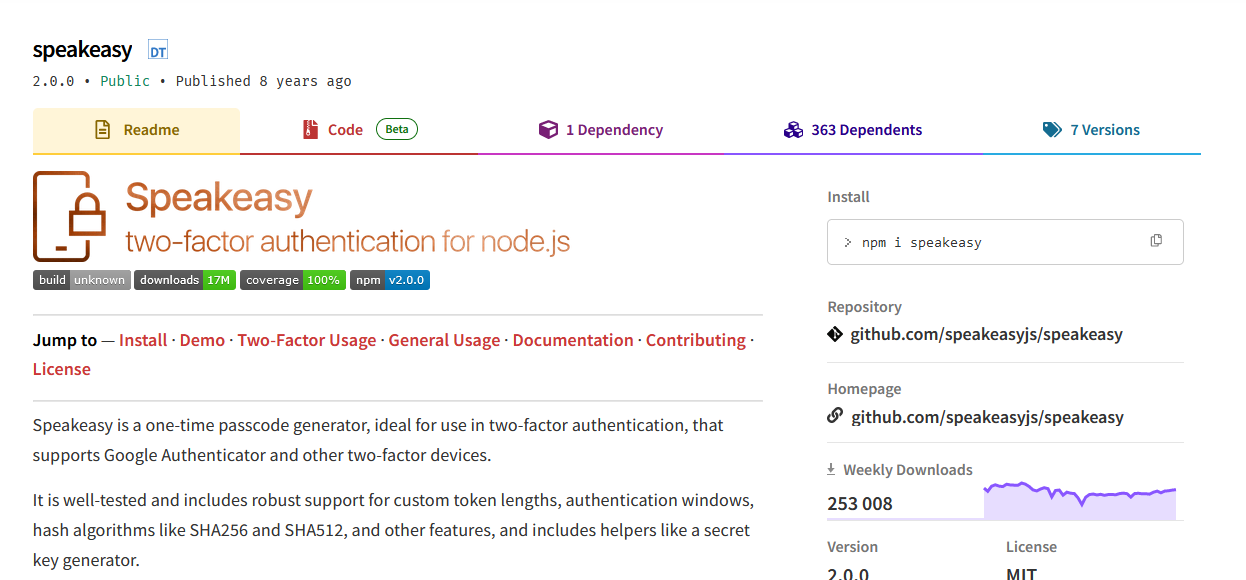 speakeasy DT
2.0.0 • Public • Published 8 years ago
Readme
Code Beta
1 Dependency
363 Dependents
7 Versions
Speakeasy
two-factor authentication for node.js
build unknown downloads 17M coverage 100% npm v2.0.0
Jump to — Install · Demo · Two-Factor Usage · General Usage · Documentation · Contributing ·
License
Speakeasy is a one-time passcode generator, ideal for use in two-factor authentication, that
supports Google Authenticator and other two-factor devices.
It is well-tested and includes robust support for custom token lengths, authentication windows,
hash algorithms like SHA256 and SHA512, and other features, and includes helpers like a secret
key generator.
Install
> npm i speakeasy
Repository
github.com/speakeasyjs/speakeasy
Homepage
github.com/speakeasyjs/speakeasy
Weekly Downloads
253 008
Version
2.0.0
License
MIT